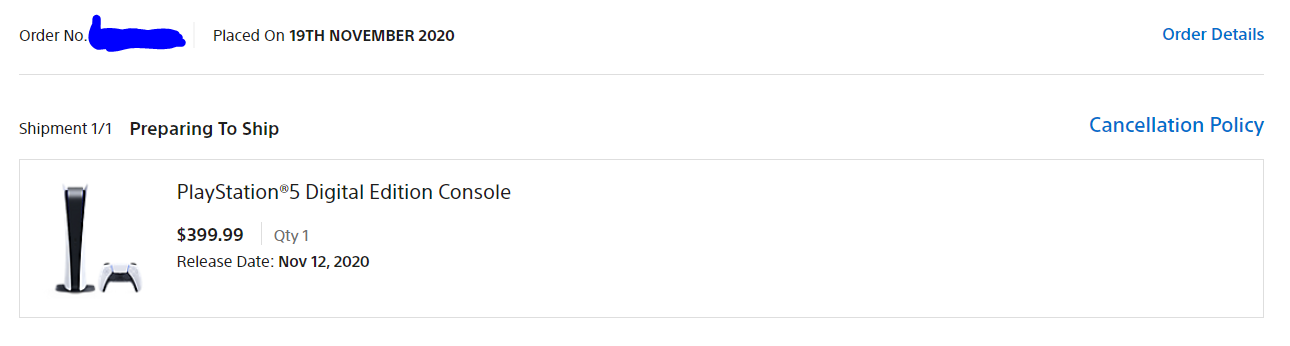 Order No. Placed On 19TH NOVEMBER 2020 Order Details
Shipment 1/1 Preparing To Ship Cancellation Policy
PlayStation®5 Digital Edition Console
$399.99 Qty 1
Release Date: Nov 12, 2020